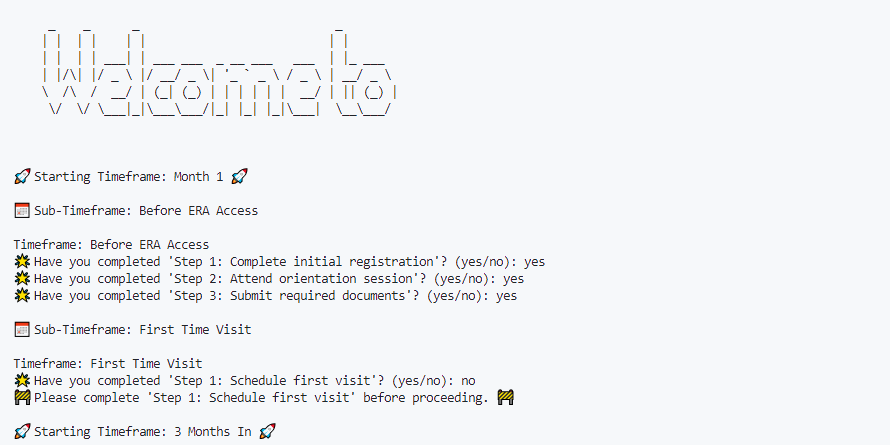 Welcome to
🚀 Starting Timeframe: Month 1 🚀
📅 Sub-Timeframe: Before ERA Access
Timeframe: Before ERA Access
🌟 Have you completed 'Step 1: Complete initial registration'? (yes/no): yes
🌟 Have you completed 'Step 2: Attend orientation session'? (yes/no): yes
🌟 Have you completed 'Step 3: Submit required documents'? (yes/no): yes
📅 Sub-Timeframe: First Time Visit
Timeframe: First Time Visit
🌟 Have you completed 'Step 1: Schedule first visit'? (yes/no): no
🚧 Please complete 'Step 1: Schedule first visit' before proceeding. 🚧
🚀 Starting Timeframe: 3 Months In 🚀